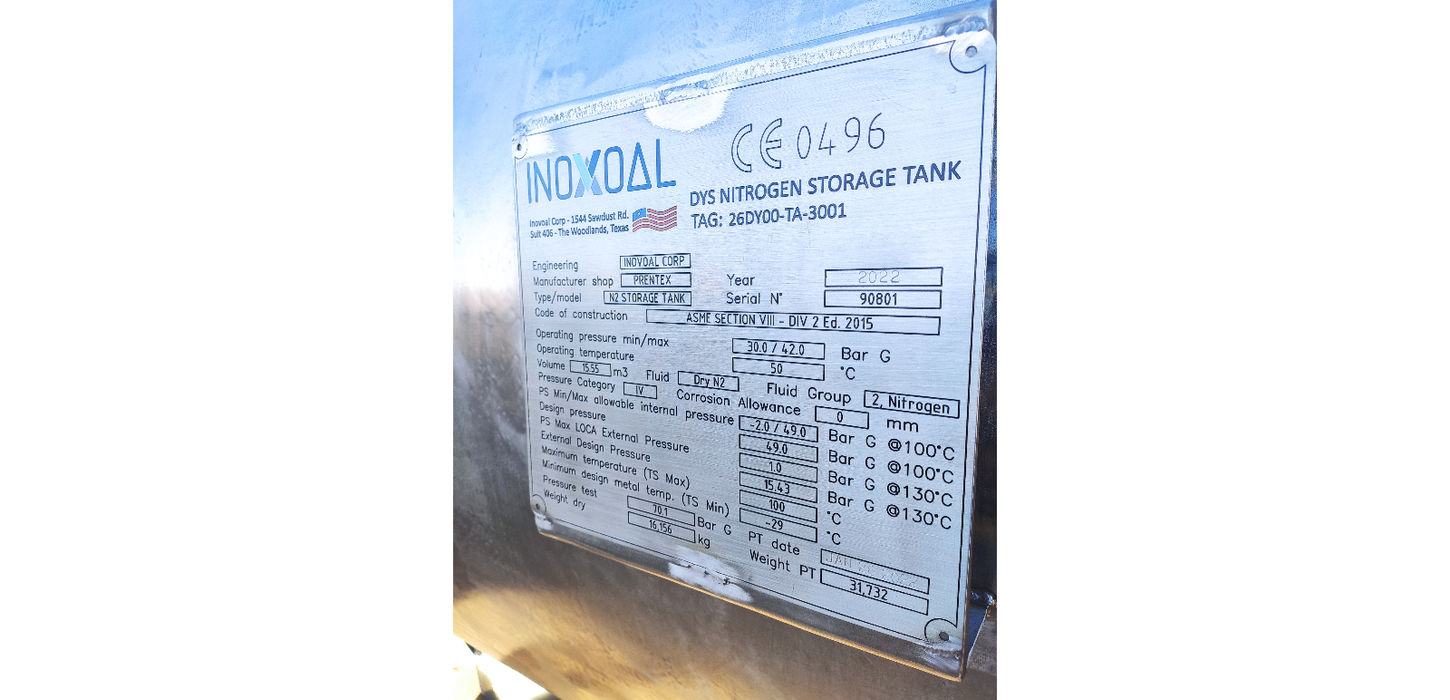 INOXOAL
CE 0496
DYS NITROGEN STORAGE TANK
TAG: 26DY00-TA-3001
Inovoal Corp - 1544 Sawdust Rd.
Suit 406 - The Woodlands, Texas
Engineering INOVOAL CORP
Manufacturer shop PRENTEX Year 2022
Type/model N2 STORAGE TANK Serial N° 90801
Code of construction ASME SECTION VIII - DIV 2 Ed. 2015
Operating pressure min/max 30.0 / 42.0 Bar G
Operating temperature 50 °C
Volume 15.55 m3 Fluid Dry N2 Fluid Group 2, Nitrogen
Pressure Category IV Corrosion Allowance 0 mm
PS Min/Max allowable internal pressure -2.0 / 49.0 Bar G @100°C
Design pressure 49.0 Bar G @100°C
PS Max LOCA External Pressure 1.0 Bar G @130°C
External Design Pressure 15.43 Bar G @130°C
Maximum temperature (TS Max) 100 °C
Minimum design metal temp. (TS Min) -29 °C
Pressure test 70.1 Bar G PT date JAN
Weight dry 16,156 kg Weight PT 31,732